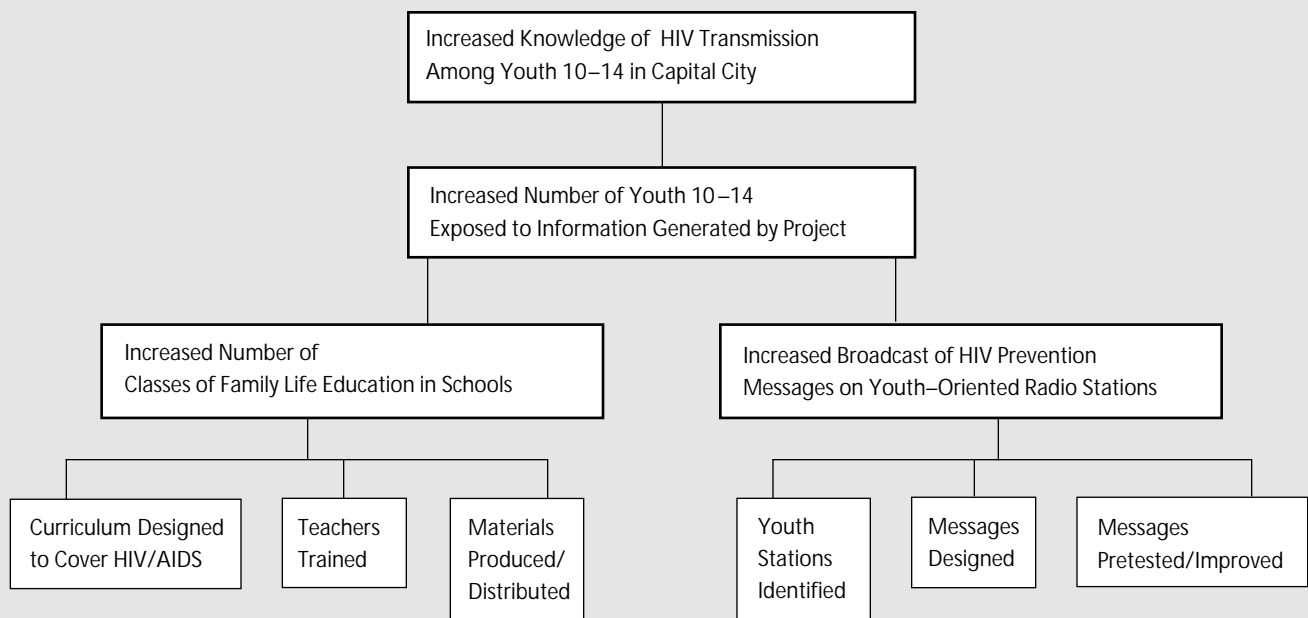 Increased Knowledge of HIV Transmission
Among Youth 10–14 in Capital City
Increased Number of Youth 10–14
Exposed to Information Generated by Project
Increased Number of
Classes of Family Life Education in Schools
Increased Broadcast of HIV Prevention
Messages on Youth–Oriented Radio Stations
Curriculum Designed
to Cover HIV/AIDS
Teachers
Trained
Materials
Produced/
Distributed
Youth
Stations
Identified
Messages
Designed
Messages
Pretested/Improved